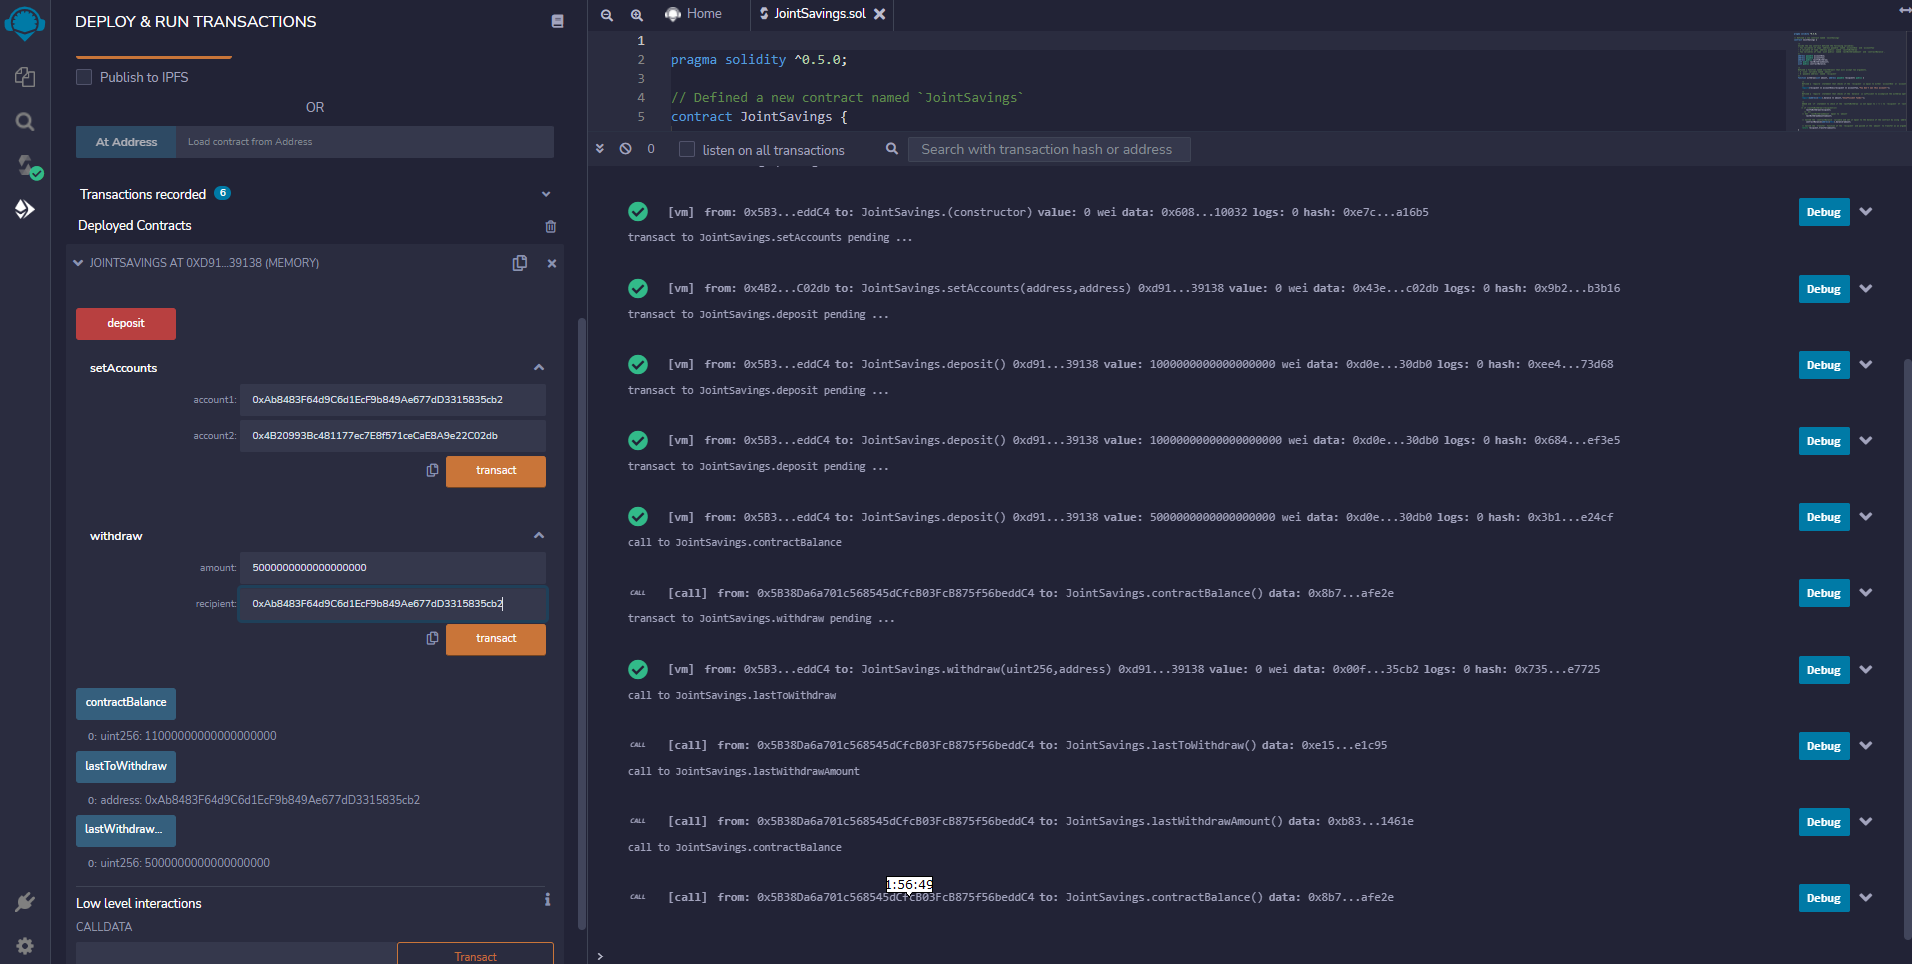 DEPLOY & RUN TRANSACTIONS
Publish to IPFS
OR
At Address
Load contract from Address
Transactions recorded 6
Deployed Contracts
JOINTSAVINGS AT 0XD91...39138 (MEMORY)
deposit
setAccounts
account1: 0xAb8483F64d9C6d1EcF9b849Ae677dD3315835cb2
account2: 0x4B20993Bc481177ec7E8f571ceCaE8A9e22C02db
transact
withdraw
amount: 5000000000000000000
recipient: 0xAb8483F64d9C6d1EcF9b849Ae677dD3315835cb2
transact
contractBalance
0: uint256: 11000000000000000000
lastToWithdraw
0: address: 0xAb8483F64d9C6d1EcF9b849Ae677dD3315835cb2
lastWithdraw...
0: uint256: 5000000000000000000
Low level interactions
CALLDATA
Transact
Home
JointSavings.sol
1
2 pragma solidity ^0.5.0;
3
4 // Defined a new contract named `JointSavings`
5 contract JointSavings {
0
listen on all transactions
Search with transaction hash or address
[vm] from: 0x5B3...eddC4 to: JointSavings.(constructor) value: 0 wei data: 0x608...10032 logs: 0 hash: 0xe7c...a16b5 Debug
transact to JointSavings.setAccounts pending ...
[vm] from: 0x4B2...C02db to: JointSavings.setAccounts(address,address) 0xd91...39138 value: 0 wei data: 0x43e...c02db logs: 0 hash: 0x9b2...b3b16 Debug
transact to JointSavings.deposit pending ...
[vm] from: 0x5B3...eddC4 to: JointSavings.deposit() 0xd91...39138 value: 1000000000000000000 wei data: 0xd0e...30db0 logs: 0 hash: 0xee4...73d68 Debug
transact to JointSavings.deposit pending ...
[vm] from: 0x5B3...eddC4 to: JointSavings.deposit() 0xd91...39138 value: 10000000000000000000 wei data: 0xd0e...30db0 logs: 0 hash: 0x684...ef3e5 Debug
transact to JointSavings.deposit pending ...
[vm] from: 0x5B3...eddC4 to: JointSavings.deposit() 0xd91...39138 value: 5000000000000000000 wei data: 0xd0e...30db0 logs: 0 hash: 0x3b1...e24cf Debug
call to JointSavings.contractBalance
CALL [call] from: 0x5B38Da6a701c568545dCfcB03FcB875f56beddC4 to: JointSavings.contractBalance() data: 0x8b7...afe2e Debug
transact to JointSavings.withdraw pending ...
[vm] from: 0x5B3...eddC4 to: JointSavings.withdraw(uint256,address) 0xd91...39138 value: 0 wei data: 0x00f...35cb2 logs: 0 hash: 0x735...e7725 Debug
call to JointSavings.lastToWithdraw
CALL [call] from: 0x5B38Da6a701c568545dCfcB03FcB875f56beddC4 to: JointSavings.lastToWithdraw() data: 0xe15...e1c95 Debug
call to JointSavings.lastWithdrawAmount
CALL [call] from: 0x5B38Da6a701c568545dCfcB03FcB875f56beddC4 to: JointSavings.lastWithdrawAmount() data: 0xb83...1461e Debug
call to JointSavings.contractBalance
1:56:49
CALL [call] from: 0x5B38Da6a701c568545dCfcB03FcB875f56beddC4 to: JointSavings.contractBalance() data: 0x8b7...afe2e Debug
>